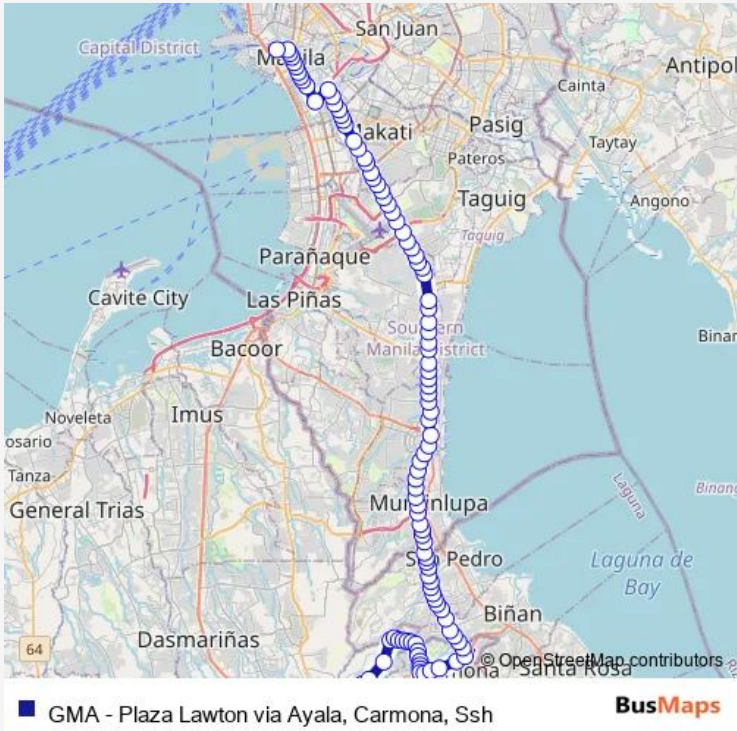 San Juan
Capital District
Manila
Antipol
Cainta
Makati
Pasig
Taytay
Pateros
Taguig
Angono
Taguig
Parañaque
Cavite City
Las Piñas
Southern
Manila District
Binan
Bacoor
Noveleta
Imus
osario
Tanza
General Trias
Muntinlupa
Laguna
Binang
San Pedro
Laguna de
Bay
Biñan
64
Dasmariñas
© OpenStreetMap contributors
Santa Rosa
GMA - Plaza Lawton via Ayala, Carmona, Ssh
BusMaps